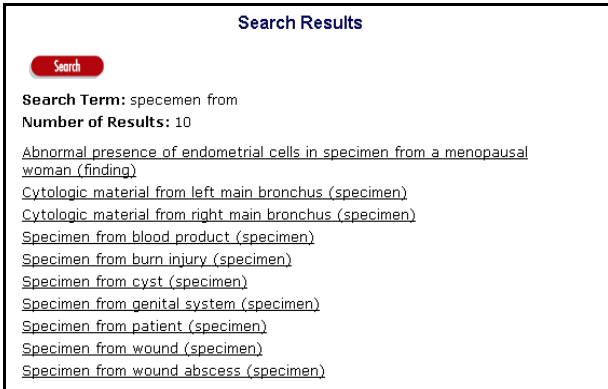 Search Results
Search
Search Term: specemen from
Number of Results: 10
Abnormal presence of endometrial cells in specimen from a menopausal
woman (finding)
Cytologic material from left main bronchus (specimen)
Cytologic material from right main bronchus (specimen)
Specimen from blood product (specimen)
Specimen from burn injury (specimen)
Specimen from cyst (specimen)
Specimen from genital system (specimen)
Specimen from patient (specimen)
Specimen from wound (specimen)
Specimen from wound abscess (specimen)